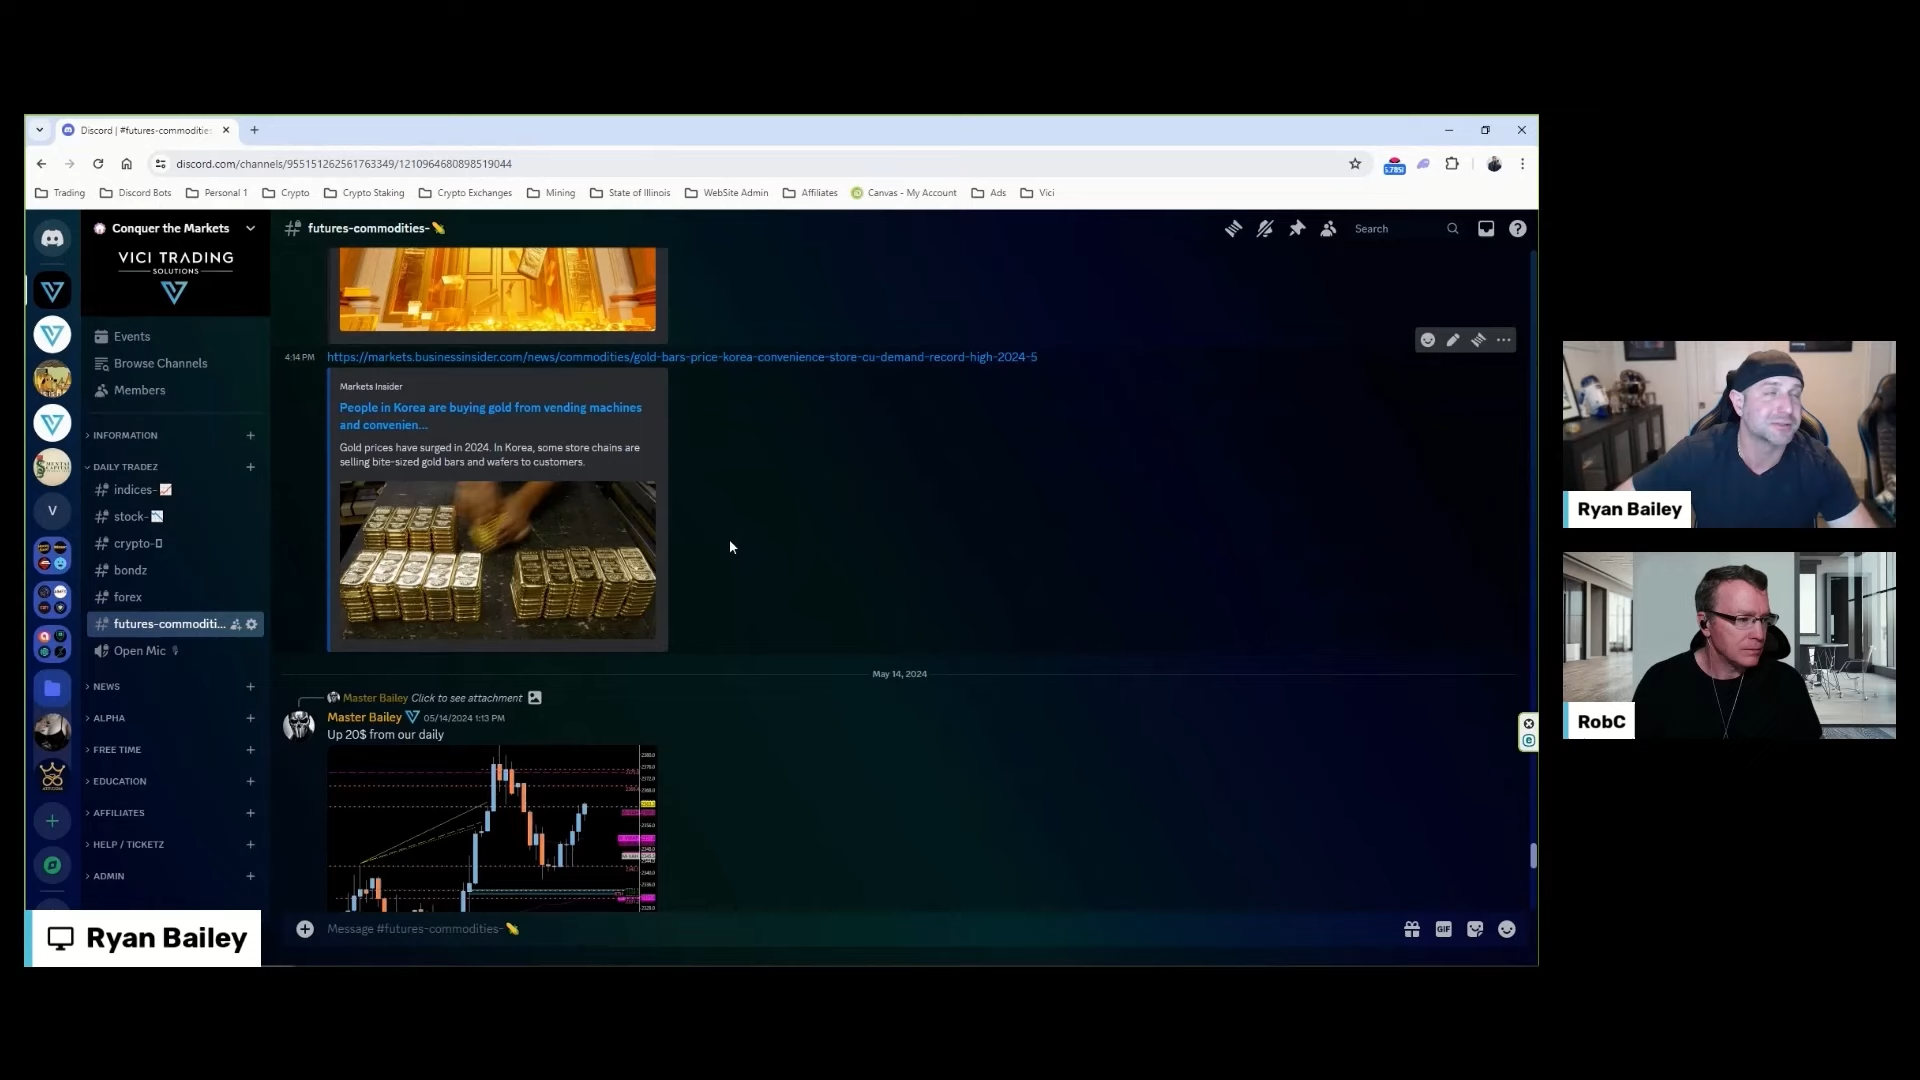 Discord | #futures-commodities
discord.com/channels/955151262561763349/1210964680898519044
Trading
Discord Bots
Personal 1
Crypto
Crypto Staking
Crypto Exchanges
Mining
State of Illinois
WebSite Admin
Affiliates
Canvas - My Account
Ads
Vici
Conquer the Markets
VICI TRADING
SOLUTIONS
Events
Browse Channels
Members
INFORMATION
DAILY TRADEZ
indices-
stock-
crypto-
bondz
forex
futures-commoditi...
Open Mic
NEWS
ALPHA
FREE TIME
EDUCATION
AFFILIATES
HELP / TICKETZ
ADMIN
V
futures-commodities-
Search
4:14 PM
https://markets.businessinsider.com/news/commodities/gold-bars-price-korea-convenience-store-cu-demand-record-high-2024-5
Markets Insider
People in Korea are buying gold from vending machines
and convenien...
Gold prices have surged in 2024. In Korea, some store chains are
selling bite-sized gold bars and wafers to customers.
May 14, 2024
Master Bailey Click to see attachment
Master Bailey 05/14/2024 1:13 PM
Up 20$ from our daily
Message #futures-commodities-
GIF
Ryan Bailey
RobC
Ryan Bailey